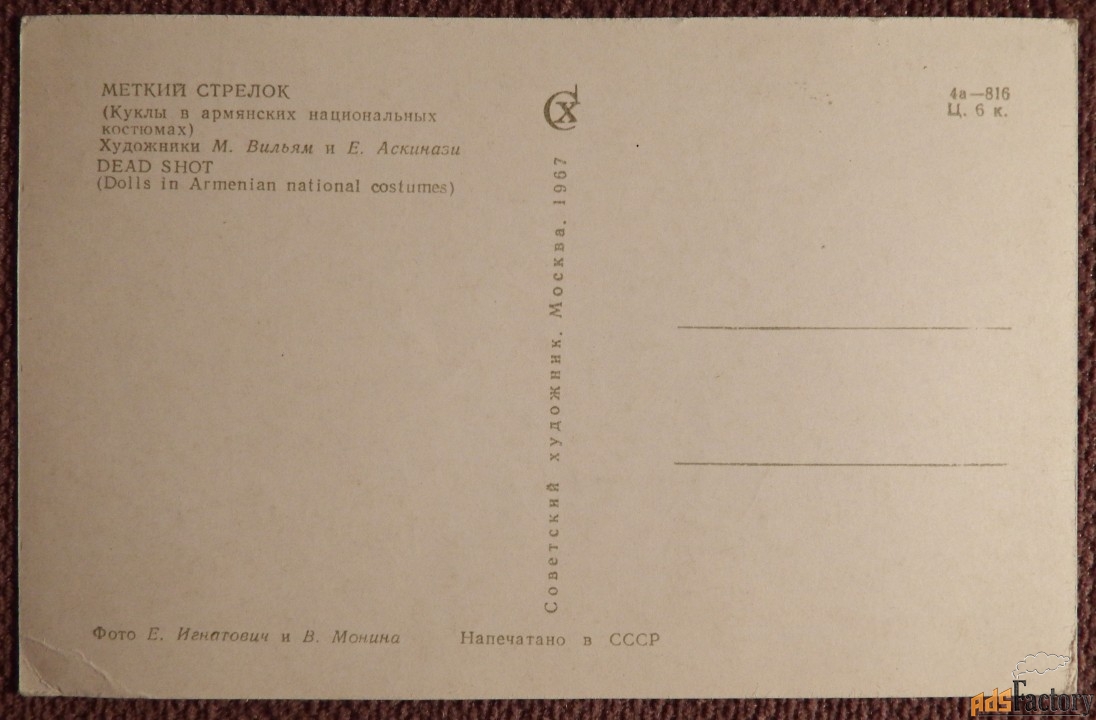 МЕТКИЙ СТРЕЛОК
(Куклы в армянских национальных
костюмах)
Художники М. Вильям и Е. Аскинази
DEAD SHOT
(Dolls in Armenian national costumes)
СХ
4а—816
Ц. 6 к.
Советский художник. Москва. 1967
Фото Е. Игнатович и В. Монина
Напечатано в СССР
adsFactory